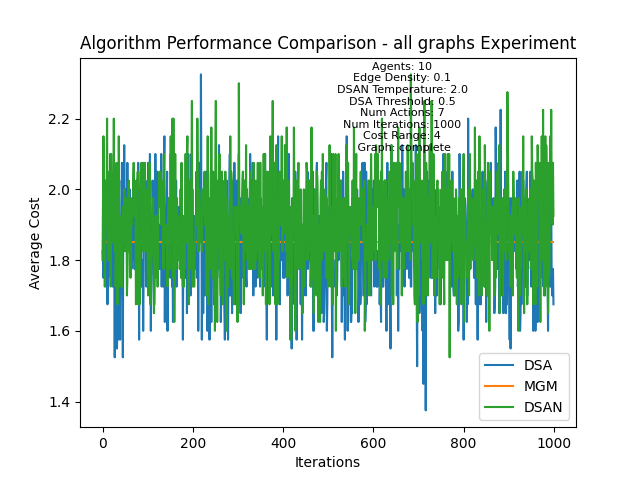 Algorithm Performance Comparison - all graphs Experiment
Agents: 10
Edge Density: 0.1
DSAN Temperature: 2.0
DSA Threshold: 0.5
Num Actions: 7
Num Iterations: 1000
Cost Range: 4
Graph: complete
Average Cost
2.2
2.0
1.8
1.6
1.4
DSA
MGM
DSAN
0 200 400 600 800 1000
Iterations